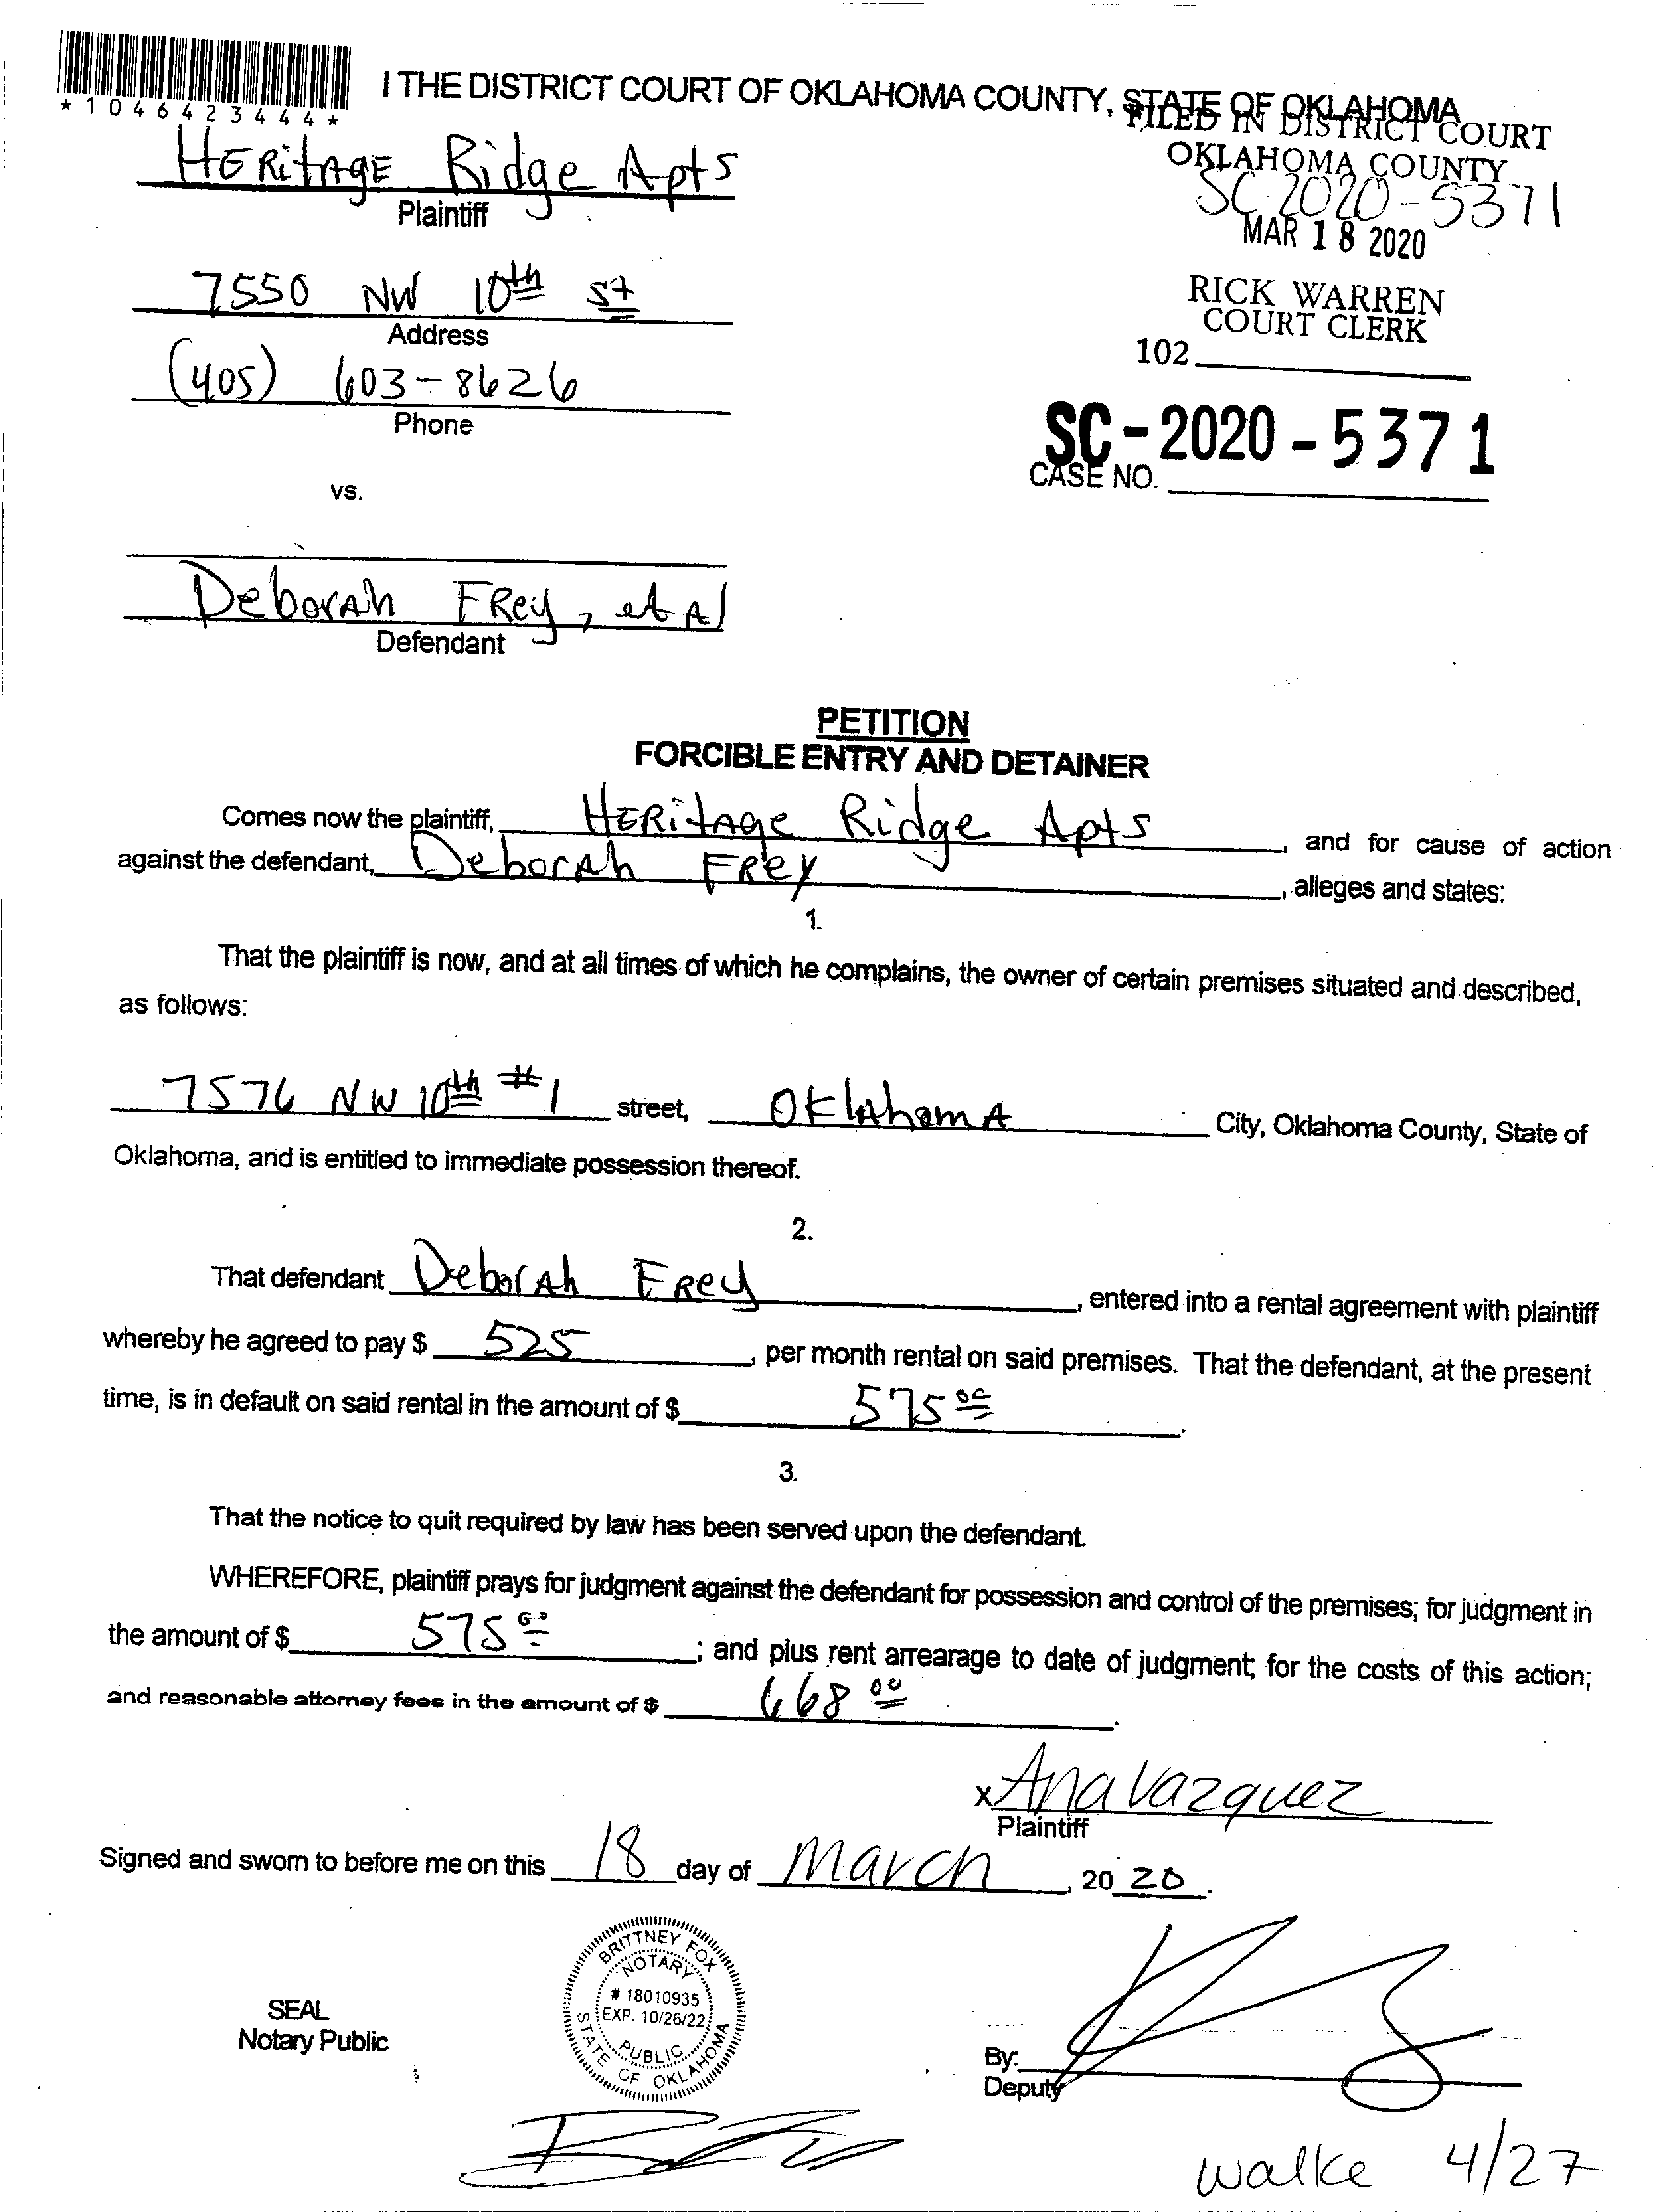 *104642344 4*
I THE DISTRICT COURT OF OKLAHOMA COUNTY, STATE OF OKLAHOMA
FILED IN DISTRICT COURT
OKLAHOMA COUNTY
HERitAGE Ridge Apts
Plaintiff
SC 2020-5371
MAR 18 2020
7550 NW 10th St
Address
RICK WARREN
COURT CLERK
102
(405) 603-8626
Phone
SC-2020-5371
CASE NO.
vs.
DeborAh FRey, et Al
Defendant
PETITION
FORCIBLE ENTRY AND DETAINER
Comes now the plaintiff, HERitAge Ridge Apts, and for cause of action
against the defendant, DeborAh FRey, alleges and states:
1.
That the plaintiff is now, and at all times of which he complains, the owner of certain premises situated and described,
as follows:
7576 NW 10th #1 street, OklAhomA City, Oklahoma County, State of
Oklahoma, and is entitled to immediate possession thereof.
2.
That defendant DeborAh FRey, entered into a rental agreement with plaintiff
whereby he agreed to pay $ 525, per month rental on said premises. That the defendant, at the present
time, is in default on said rental in the amount of $ 575 00.
3.
That the notice to quit required by law has been served upon the defendant.
WHEREFORE, plaintiff prays for judgment against the defendant for possession and control of the premises; for judgment in
the amount of $ 575 00; and plus rent arrearage to date of judgment; for the costs of this action;
and reasonable attorney fees in the amount of $ 668 00.
x Ana Vazquez
Plaintiff
Signed and sworn to before me on this 18 day of March, 20 20.
BRITTNEY FOX
NOTARY
# 18010935
EXP. 10/26/22
PUBLIC
STATE OF OKLAHOMA
SEAL
Notary Public
By:
Deputy
walke 4/27